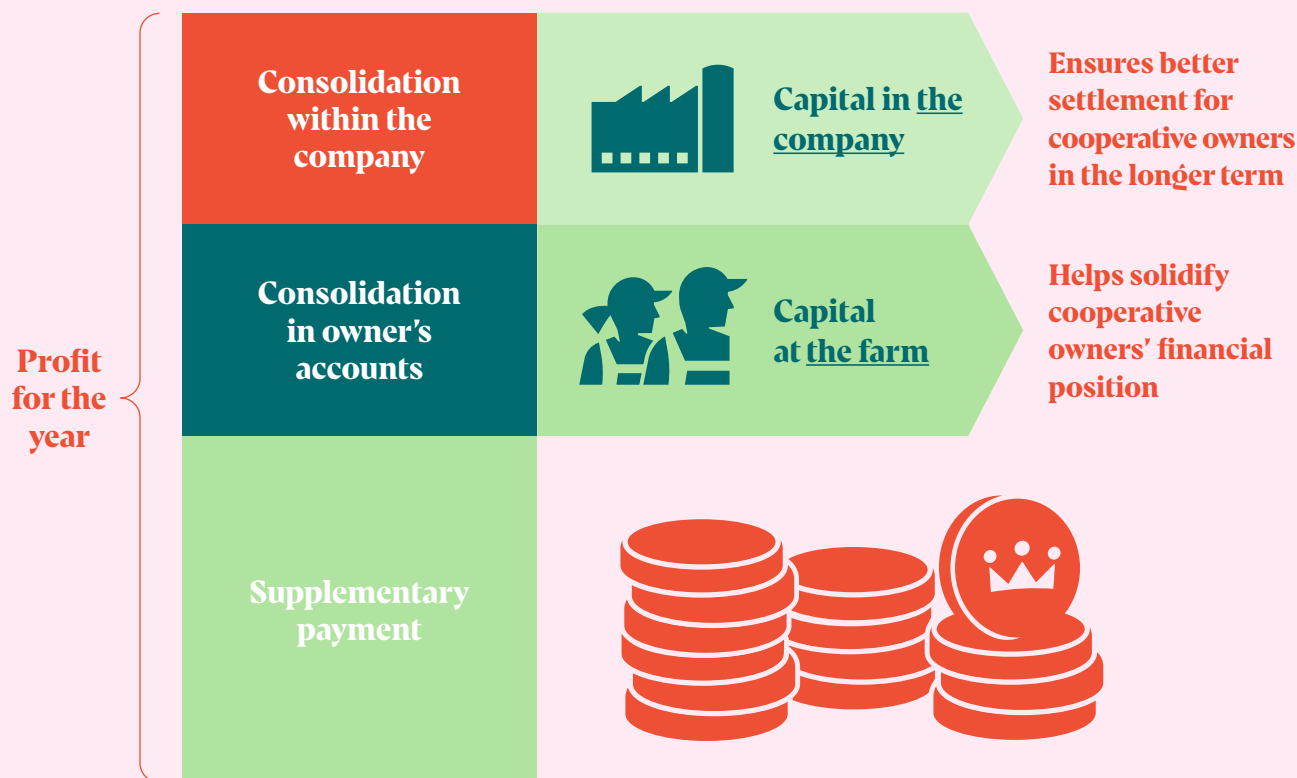 Profit
for the
year
Consolidation
within the
company
Capital in the
company
Ensures better
settlement for
cooperative owners
in the longer term
Consolidation
in owner’s
accounts
Capital
at the farm
Helps solidify
cooperative
owners’ financial
position
Supplementary
payment